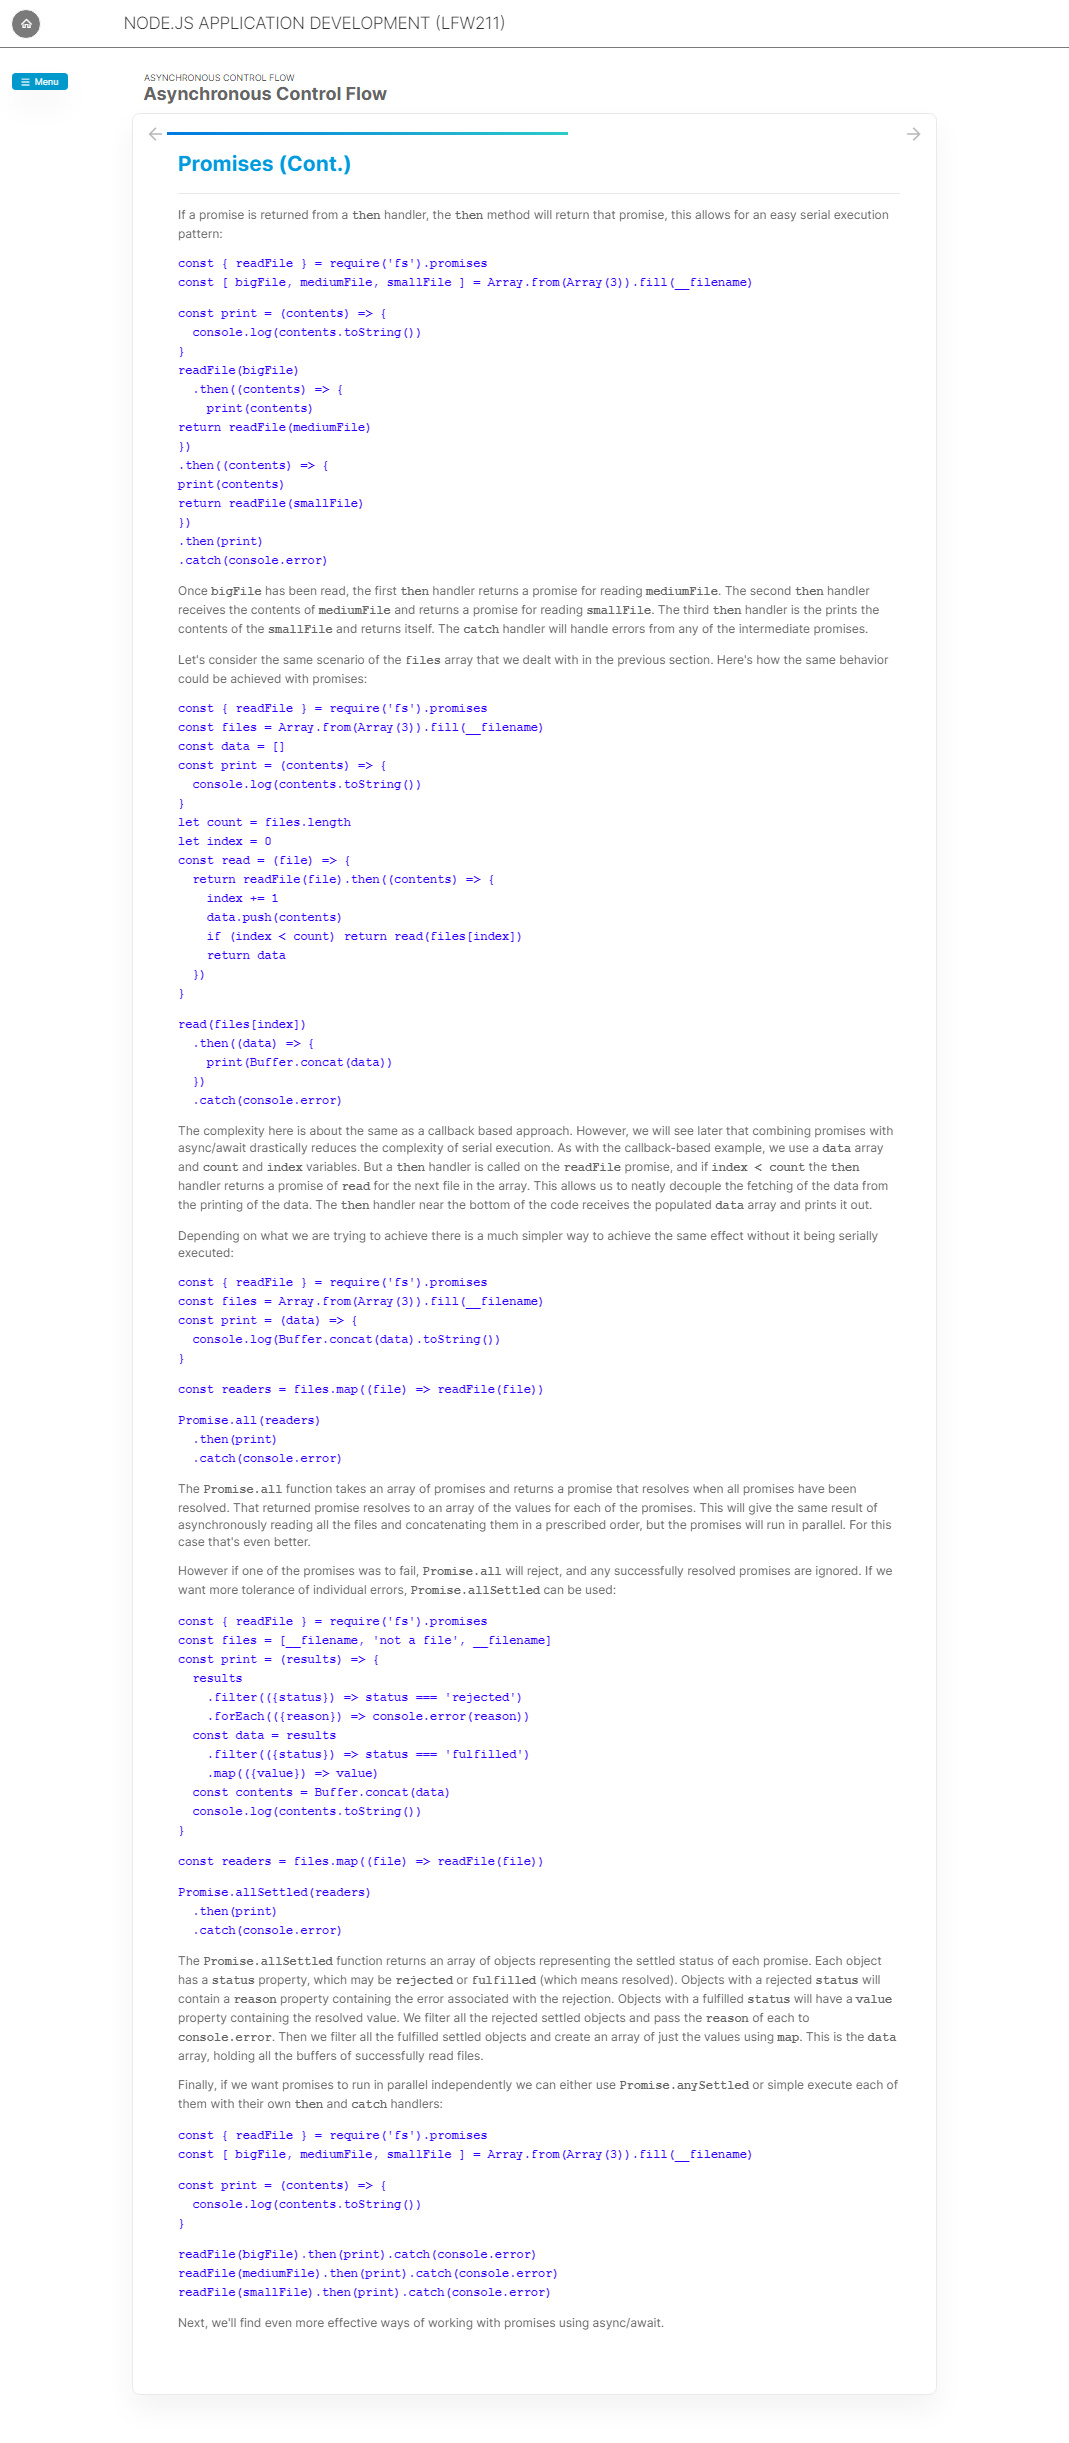 NODE.JS APPLICATION DEVELOPMENT (LFW211)
Menu
ASYNCHRONOUS CONTROL FLOW
Asynchronous Control Flow
Promises (Cont.)
If a promise is returned from a then handler, the then method will return that promise, this allows for an easy serial execution
pattern:
const { readFile } = require('fs').promises
const [ bigFile, mediumFile, smallFile ] = Array.from(Array(3)).fill(__filename)
const print = (contents) => {
  console.log(contents.toString())
}
readFile(bigFile)
  .then((contents) => {
    print(contents)
return readFile(mediumFile)
})
.then((contents) => {
print(contents)
return readFile(smallFile)
})
.then(print)
.catch(console.error)
Once bigFile has been read, the first then handler returns a promise for reading mediumFile. The second then handler
receives the contents of mediumFile and returns a promise for reading smallFile. The third then handler is the prints the
contents of the smallFile and returns itself. The catch handler will handle errors from any of the intermediate promises.
Let's consider the same scenario of the files array that we dealt with in the previous section. Here's how the same behavior
could be achieved with promises:
const { readFile } = require('fs').promises
const files = Array.from(Array(3)).fill(__filename)
const data = []
const print = (contents) => {
  console.log(contents.toString())
}
let count = files.length
let index = 0
const read = (file) => {
  return readFile(file).then((contents) => {
    index += 1
    data.push(contents)
    if (index < count) return read(files[index])
    return data
  })
}
read(files[index])
  .then((data) => {
    print(Buffer.concat(data))
  })
  .catch(console.error)
The complexity here is about the same as a callback based approach. However, we will see later that combining promises with
async/await drastically reduces the complexity of serial execution. As with the callback-based example, we use a data array
and count and index variables. But a then handler is called on the readFile promise, and if index < count the then
handler returns a promise of read for the next file in the array. This allows us to neatly decouple the fetching of the data from
the printing of the data. The then handler near the bottom of the code receives the populated data array and prints it out.
Depending on what we are trying to achieve there is a much simpler way to achieve the same effect without it being serially
executed:
const { readFile } = require('fs').promises
const files = Array.from(Array(3)).fill(__filename)
const print = (data) => {
  console.log(Buffer.concat(data).toString())
}
const readers = files.map((file) => readFile(file))
Promise.all(readers)
  .then(print)
  .catch(console.error)
The Promise.all function takes an array of promises and returns a promise that resolves when all promises have been
resolved. That returned promise resolves to an array of the values for each of the promises. This will give the same result of
asynchronously reading all the files and concatenating them in a prescribed order, but the promises will run in parallel. For this
case that's even better.
However if one of the promises was to fail, Promise.all will reject, and any successfully resolved promises are ignored. If we
want more tolerance of individual errors, Promise.allSettled can be used:
const { readFile } = require('fs').promises
const files = [__filename, 'not a file', __filename]
const print = (results) => {
  results
    .filter(({status}) => status === 'rejected')
    .forEach(({reason}) => console.error(reason))
  const data = results
    .filter(({status}) => status === 'fulfilled')
    .map(({value}) => value)
  const contents = Buffer.concat(data)
  console.log(contents.toString())
}
const readers = files.map((file) => readFile(file))
Promise.allSettled(readers)
  .then(print)
  .catch(console.error)
The Promise.allSettled function returns an array of objects representing the settled status of each promise. Each object
has a status property, which may be rejected or fulfilled (which means resolved). Objects with a rejected status will
contain a reason property containing the error associated with the rejection. Objects with a fulfilled status will have a value
property containing the resolved value. We filter all the rejected settled objects and pass the reason of each to
console.error. Then we filter all the fulfilled settled objects and create an array of just the values using map. This is the data
array, holding all the buffers of successfully read files.
Finally, if we want promises to run in parallel independently we can either use Promise.anySettled or simple execute each of
them with their own then and catch handlers:
const { readFile } = require('fs').promises
const [ bigFile, mediumFile, smallFile ] = Array.from(Array(3)).fill(__filename)
const print = (contents) => {
  console.log(contents.toString())
}
readFile(bigFile).then(print).catch(console.error)
readFile(mediumFile).then(print).catch(console.error)
readFile(smallFile).then(print).catch(console.error)
Next, we'll find even more effective ways of working with promises using async/await.